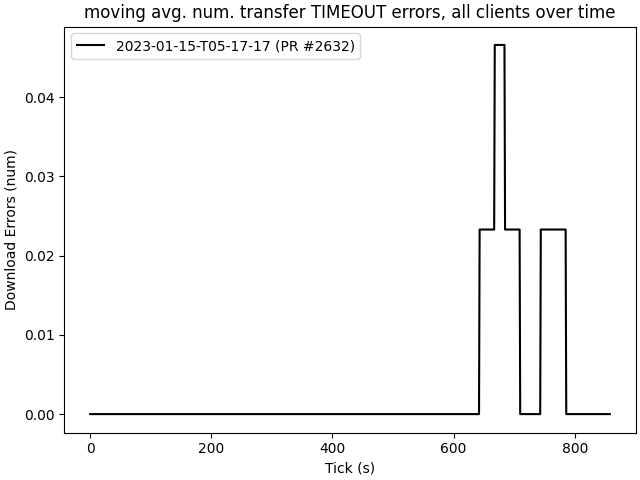 moving avg. num. transfer TIMEOUT errors, all clients over time
2023-01-15-T05-17-17 (PR #2632)
Download Errors (num)
0.04
0.03
0.02
0.01
0.00
0 200 400 600 800
Tick (s)